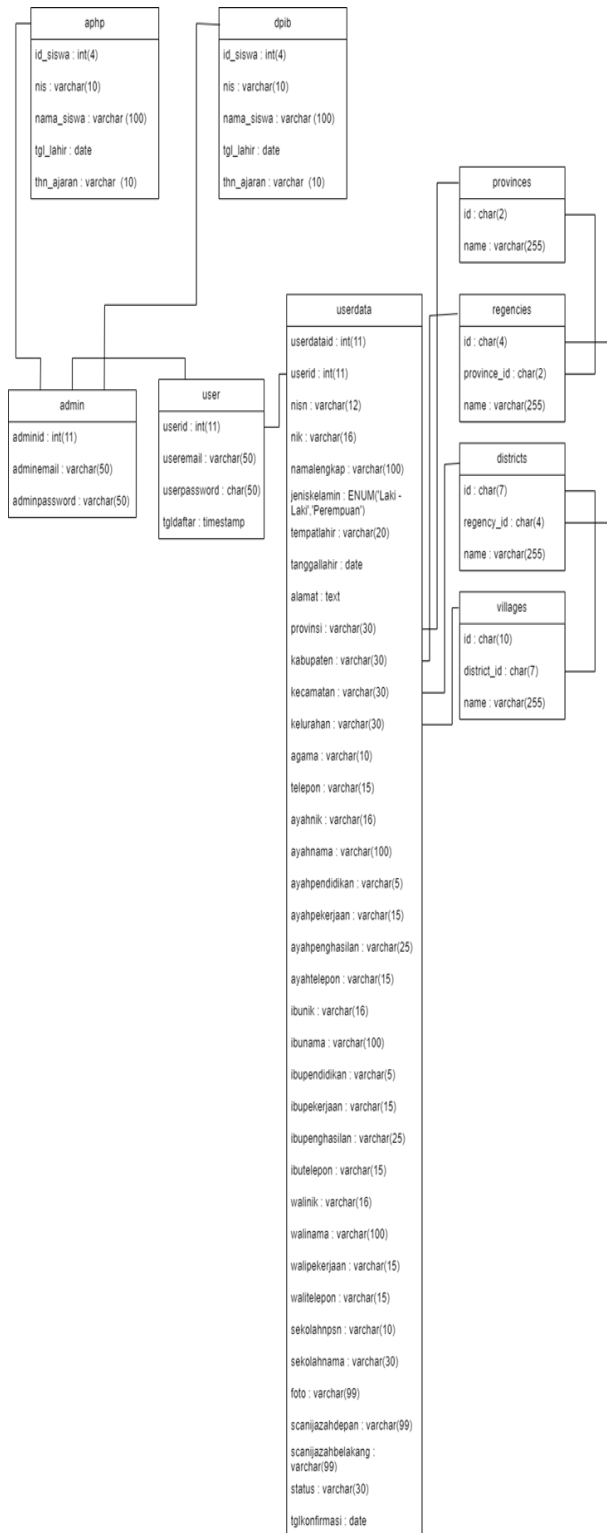 aphp
id_siswa : int(4)
nis : varchar(10)
nama_siswa : varchar (100)
tgl_lahir : date
thn_ajaran : varchar (10)
dpib
id_siswa : int(4)
nis : varchar(10)
nama_siswa : varchar (100)
tgl_lahir : date
thn_ajaran : varchar (10)
admin
adminid : int(11)
adminemail : varchar(50)
adminpassword : varchar(50)
user
userid : int(11)
useremail : varchar(50)
userpassword : char(50)
tgldaftar : timestamp
userdata
userdataid : int(11)
userid : int(11)
nisn : varchar(12)
nik : varchar(16)
namalengkap : varchar(100)
jeniskelamin : ENUM('Laki -
Laki','Perempuan')
tempatlahir : varchar(20)
tanggallahir : date
alamat : text
provinsi : varchar(30)
kabupaten : varchar(30)
kecamatan : varchar(30)
kelurahan : varchar(30)
agama : varchar(10)
telepon : varchar(15)
ayahnik : varchar(16)
ayahnama : varchar(100)
ayahpendidikan : varchar(5)
ayahpekerjaan : varchar(15)
ayahpenghasilan : varchar(25)
ayahtelepon : varchar(15)
ibunik : varchar(16)
ibunama : varchar(100)
ibupendidikan : varchar(5)
ibupekerjaan : varchar(15)
ibupenghasilan : varchar(25)
ibutelepon : varchar(15)
walinik : varchar(16)
walinama : varchar(100)
walipekerjaan : varchar(15)
walitelepon : varchar(15)
sekolahnpsn : varchar(10)
sekolahnama : varchar(30)
foto : varchar(99)
scanijazahdepan : varchar(99)
scanijazahbelakang :
varchar(99)
status : varchar(30)
tglkonfirmasi : date
provinces
id : char(2)
name : varchar(255)
regencies
id : char(4)
province_id : char(2)
name : varchar(255)
districts
id : char(7)
regency_id : char(4)
name : varchar(255)
villages
id : char(10)
district_id : char(7)
name : varchar(255)